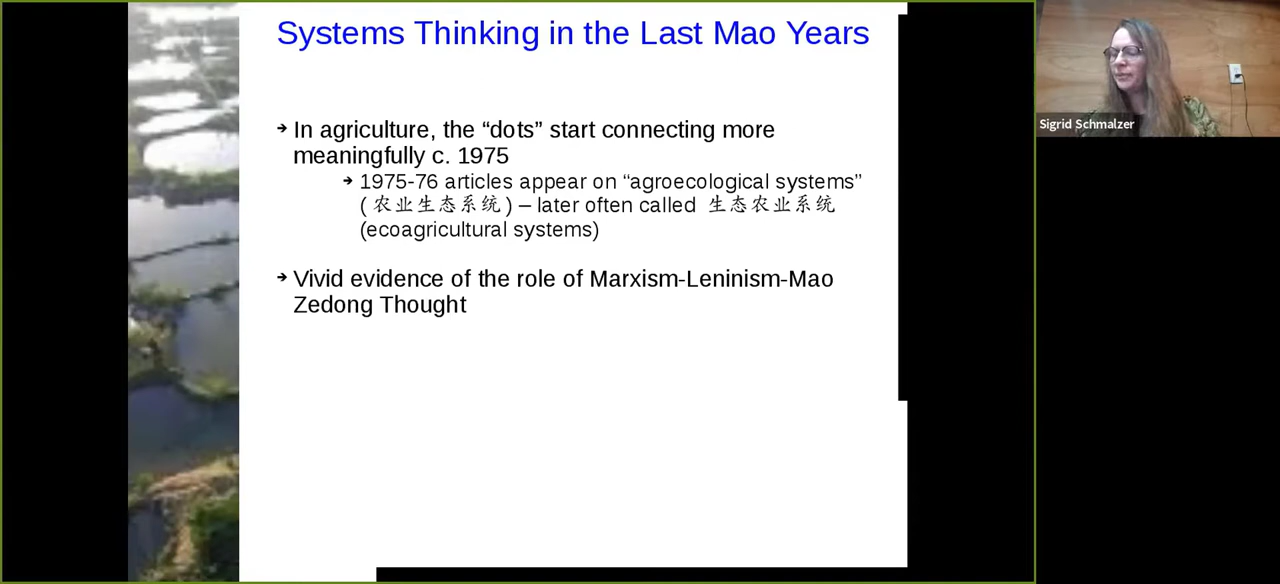 Systems Thinking in the Last Mao Years
➔ In agriculture, the “dots” start connecting more
meaningfully c. 1975
➔ 1975-76 articles appear on “agroecological systems”
( 农业生态系统 ) – later often called 生态农业系统
(ecoagricultural systems)
➔ Vivid evidence of the role of Marxism-Leninism-Mao
Zedong Thought
Sigrid Schmalzer